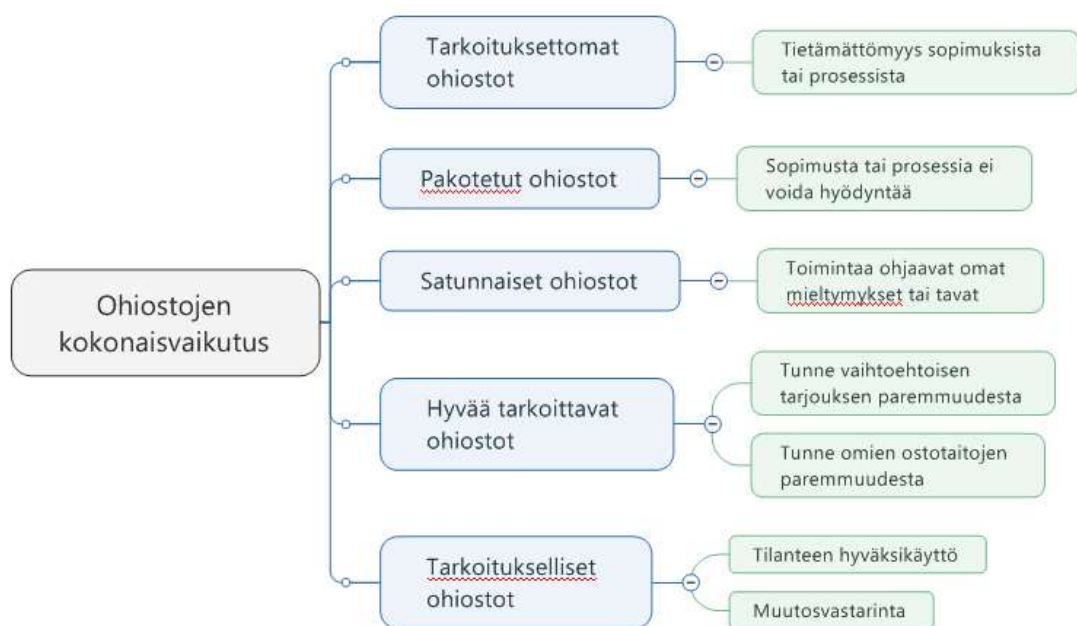 Ohiostojen
kokonaisvaikutus
Tarkoituksettomat
ohiostot
Tietämättömyys sopimuksista
tai prosessista
Pakotetut ohiostot
Sopimusta tai prosessia ei
voida hyödyntää
Satunnaiset ohiostot
Toimintaa ohjaavat omat
mieltymykset tai tavat
Hyvää tarkoittavat
ohiostot
Tunne vaihtoehtoisen
tarjouksen paremmuudesta
Tunne omien ostotaitojen
paremmuudesta
Tarkoitukselliset
ohiostot
Tilanteen hyväksikäyttö
Muutosvastarinta